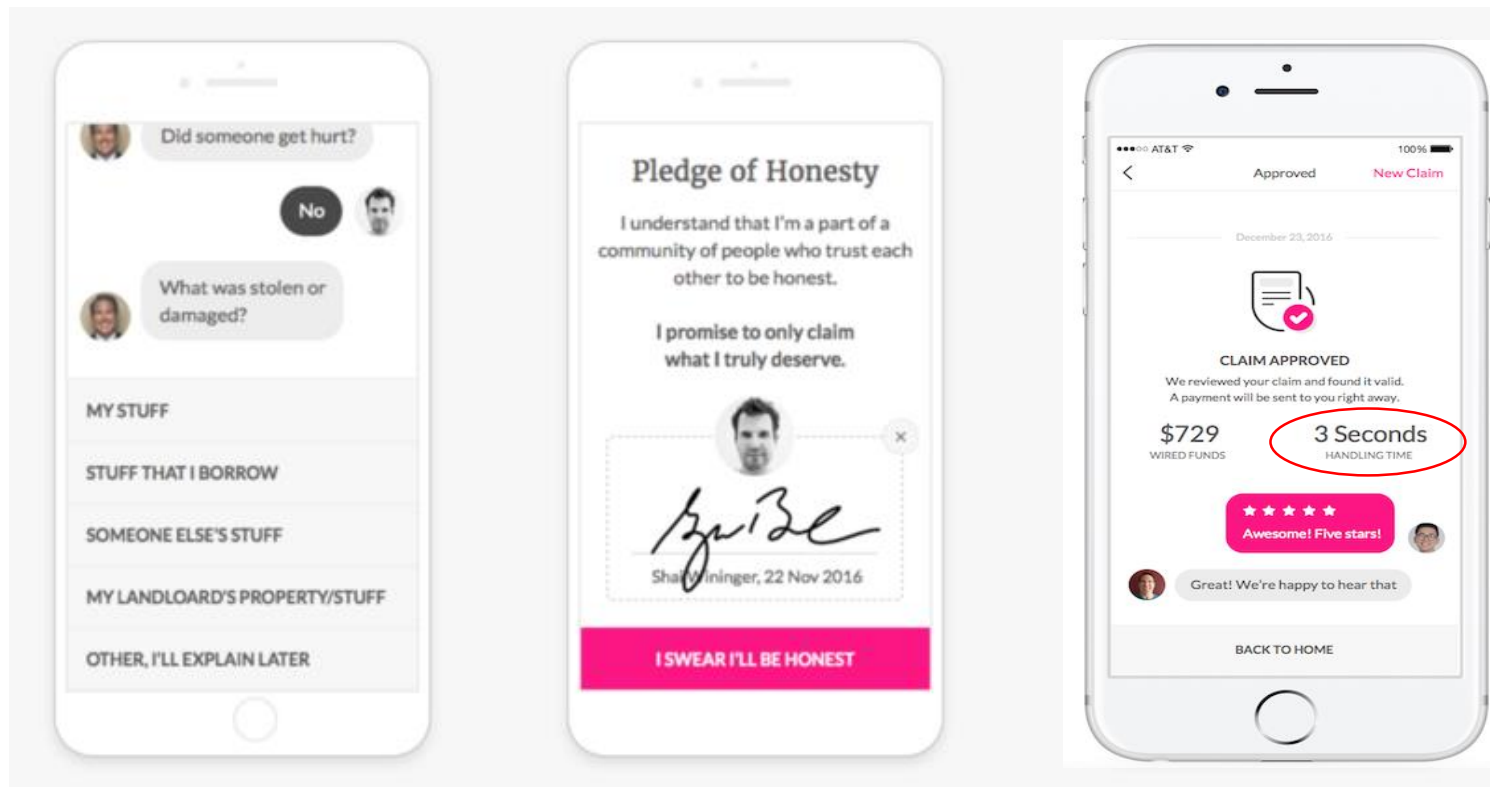 Did someone get hurt?
No
What was stolen or
damaged?
MY STUFF
STUFF THAT I BORROW
SOMEONE ELSE'S STUFF
MY LANDLOARD'S PROPERTY/STUFF
OTHER, I'LL EXPLAIN LATER
Pledge of Honesty
I understand that I'm a part of a
community of people who trust each
other to be honest.
I promise to only claim
what I truly deserve.
×
Shai Wininger, 22 Nov 2016
I SWEAR I'LL BE HONEST
AT&T 100%
Approved New Claim
December 23, 2016
CLAIM APPROVED
We reviewed your claim and found it valid.
A payment will be sent to you right away.
$729 3 Seconds
WIRED FUNDS HANDLING TIME
Awesome! Five stars!
Great! We're happy to hear that
BACK TO HOME